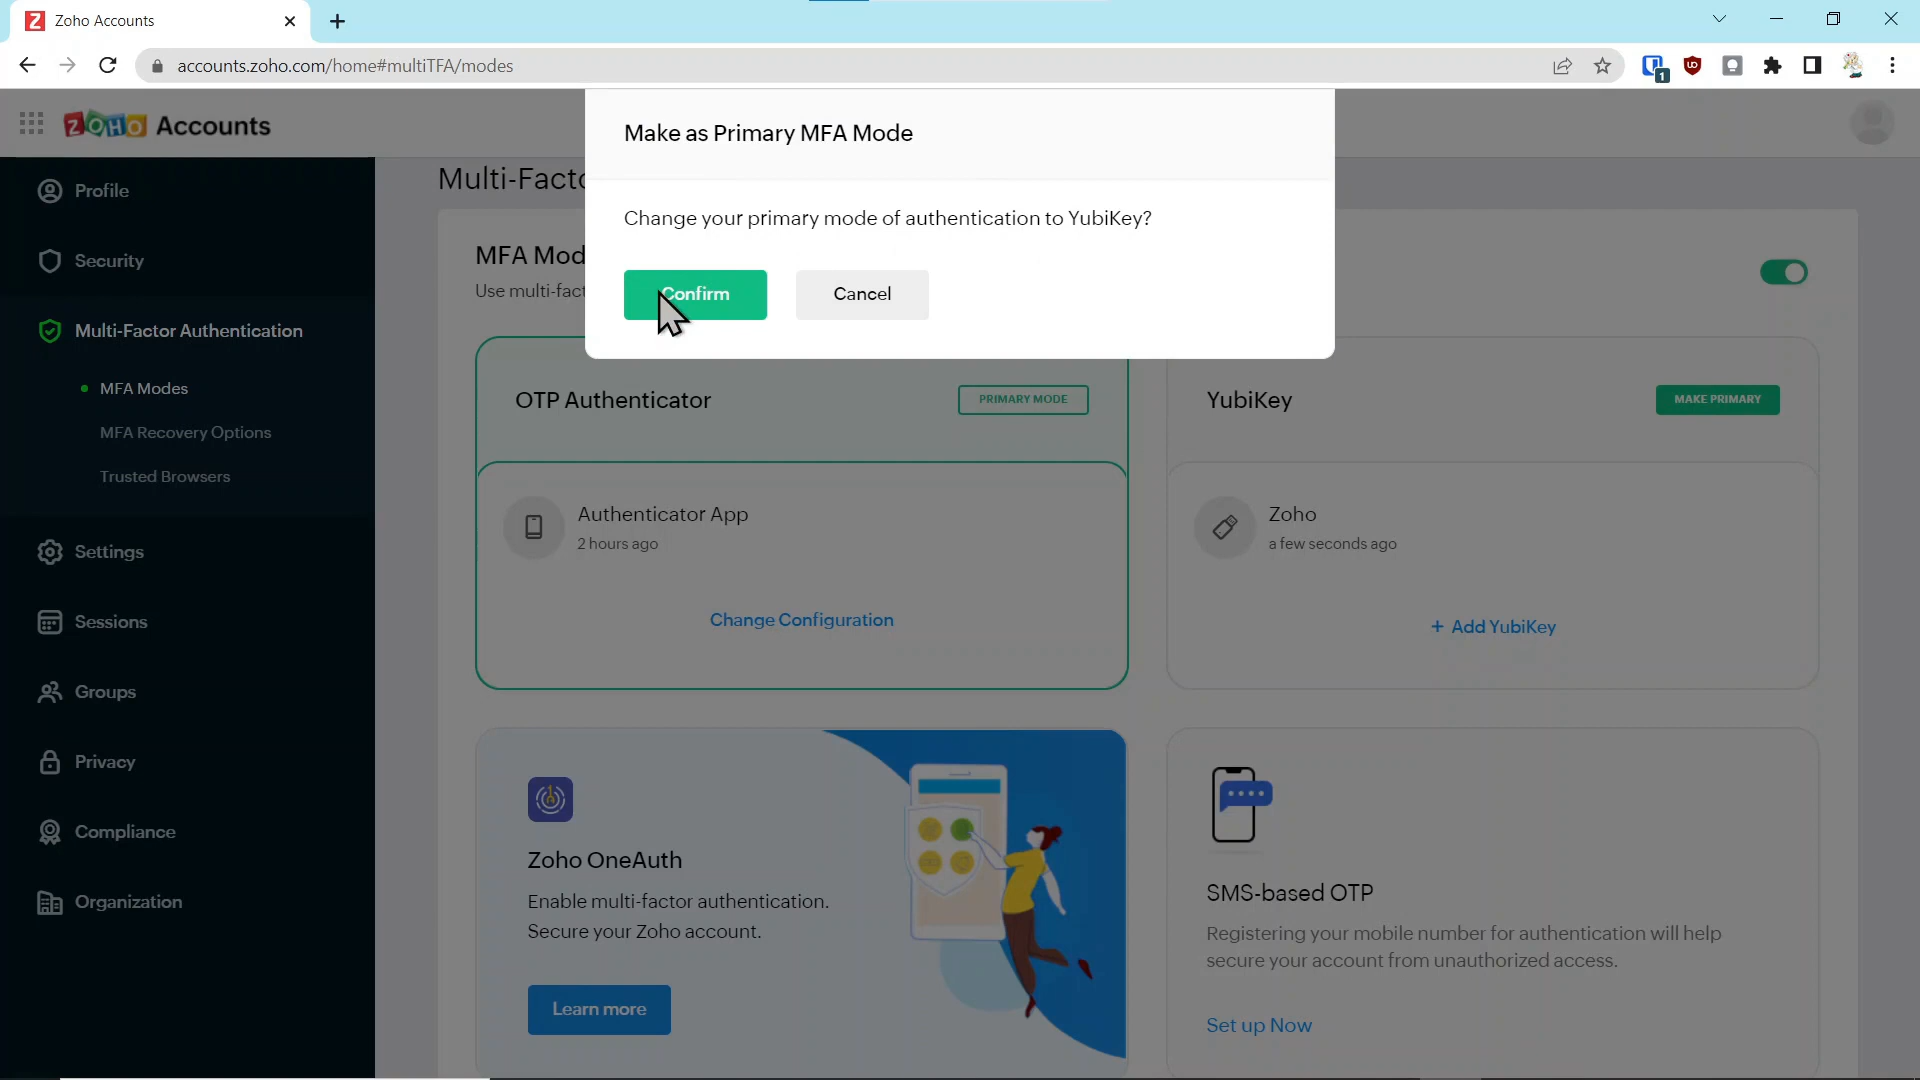 Zoho Accounts
accounts.zoho.com/home#multiTFA/modes
1
ZOHO Accounts
Make as Primary MFA Mode
Change your primary mode of authentication to YubiKey?
Confirm
Cancel
Profile
Security
Multi-Factor Authentication
MFA Modes
MFA Recovery Options
Trusted Browsers
Settings
Sessions
Groups
Privacy
Compliance
Organization
Multi-Facto
MFA Mod
Use multi-fact
OTP Authenticator
PRIMARY MODE
Authenticator App
2 hours ago
Change Configuration
YubiKey
MAKE PRIMARY
Zoho
a few seconds ago
+ Add YubiKey
Zoho OneAuth
Enable multi-factor authentication.
Secure your Zoho account.
Learn more
SMS-based OTP
Registering your mobile number for authentication will help
secure your account from unauthorized access.
Set up Now